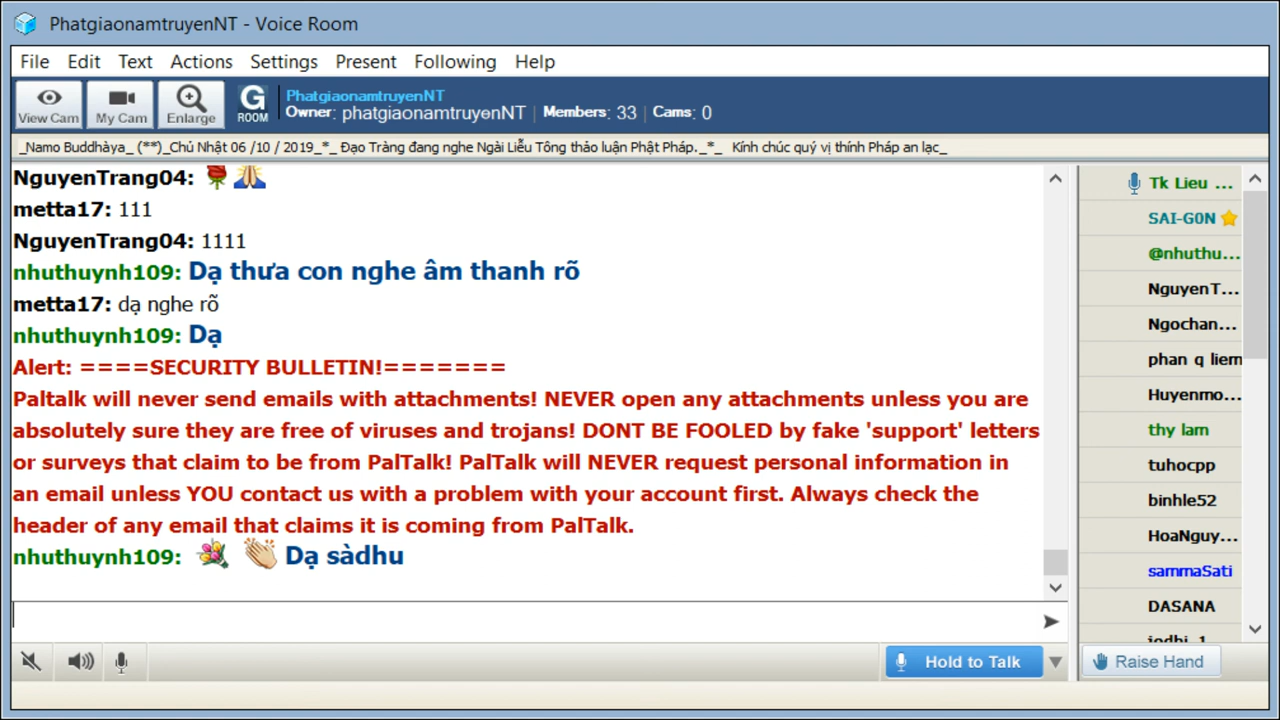 PhatgiaonamtruyenNT - Voice Room
File Edit Text Actions Settings Present Following Help
View Cam My Cam Enlarge G ROOM
PhatgiaonamtruyenNT
Owner: phatgiaonamtruyenNT | Members: 33 | Cams: 0
_Namo Buddhàya_ (**)_Chủ Nhật 06 /10 / 2019_*_ Đạo Tràng đang nghe Ngài Liễu Tông thảo luận Phật Pháp._*_ Kính chúc quý vị thính Pháp an lạc_
NguyenTrang04:
metta17: 111
NguyenTrang04: 1111
nhuthuynh109: Dạ thưa con nghe âm thanh rõ
metta17: dạ nghe rõ
nhuthuynh109: Dạ
Alert: ====SECURITY BULLETIN!=======
Paltalk will never send emails with attachments! NEVER open any attachments unless you are
absolutely sure they are free of viruses and trojans! DONT BE FOOLED by fake 'support' letters
or surveys that claim to be from PalTalk! PalTalk will NEVER request personal information in
an email unless YOU contact us with a problem with your account first. Always check the
header of any email that claims it is coming from PalTalk.
nhuthuynh109: Dạ sàdhu
Tk Lieu ...
SAI-G0N
@nhuthu...
NguyenT...
Ngochan...
phan q liem
Huyenmo...
thy lam
tuhocpp
binhle52
HoaNguy...
sammaSati
DASANA
Hold to Talk
Raise Hand